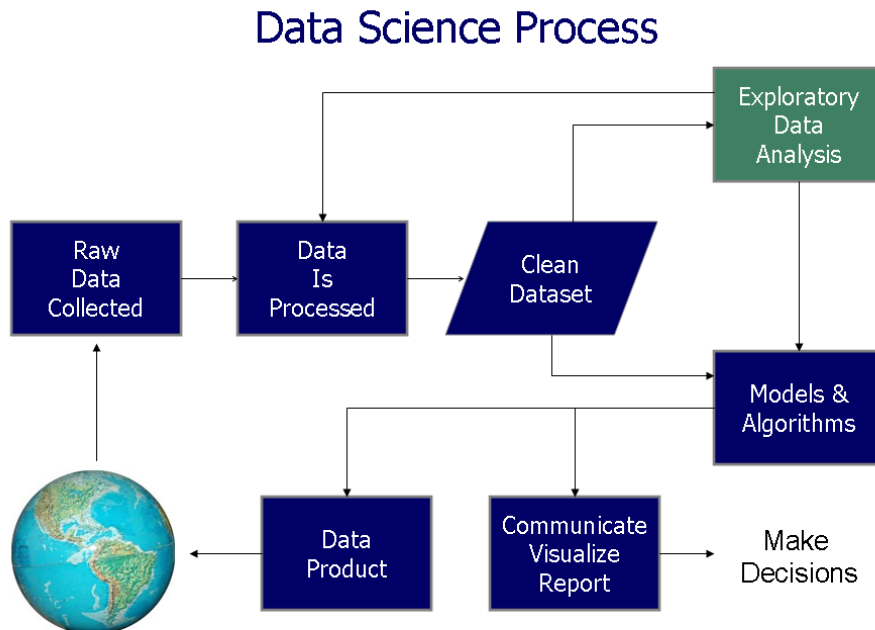 Data Science Process
Exploratory
Data
Analysis
Raw
Data
Collected
Data
Is
Processed
Clean
Dataset
Models &
Algorithms
Data
Product
Communicate
Visualize
Report
Make
Decisions